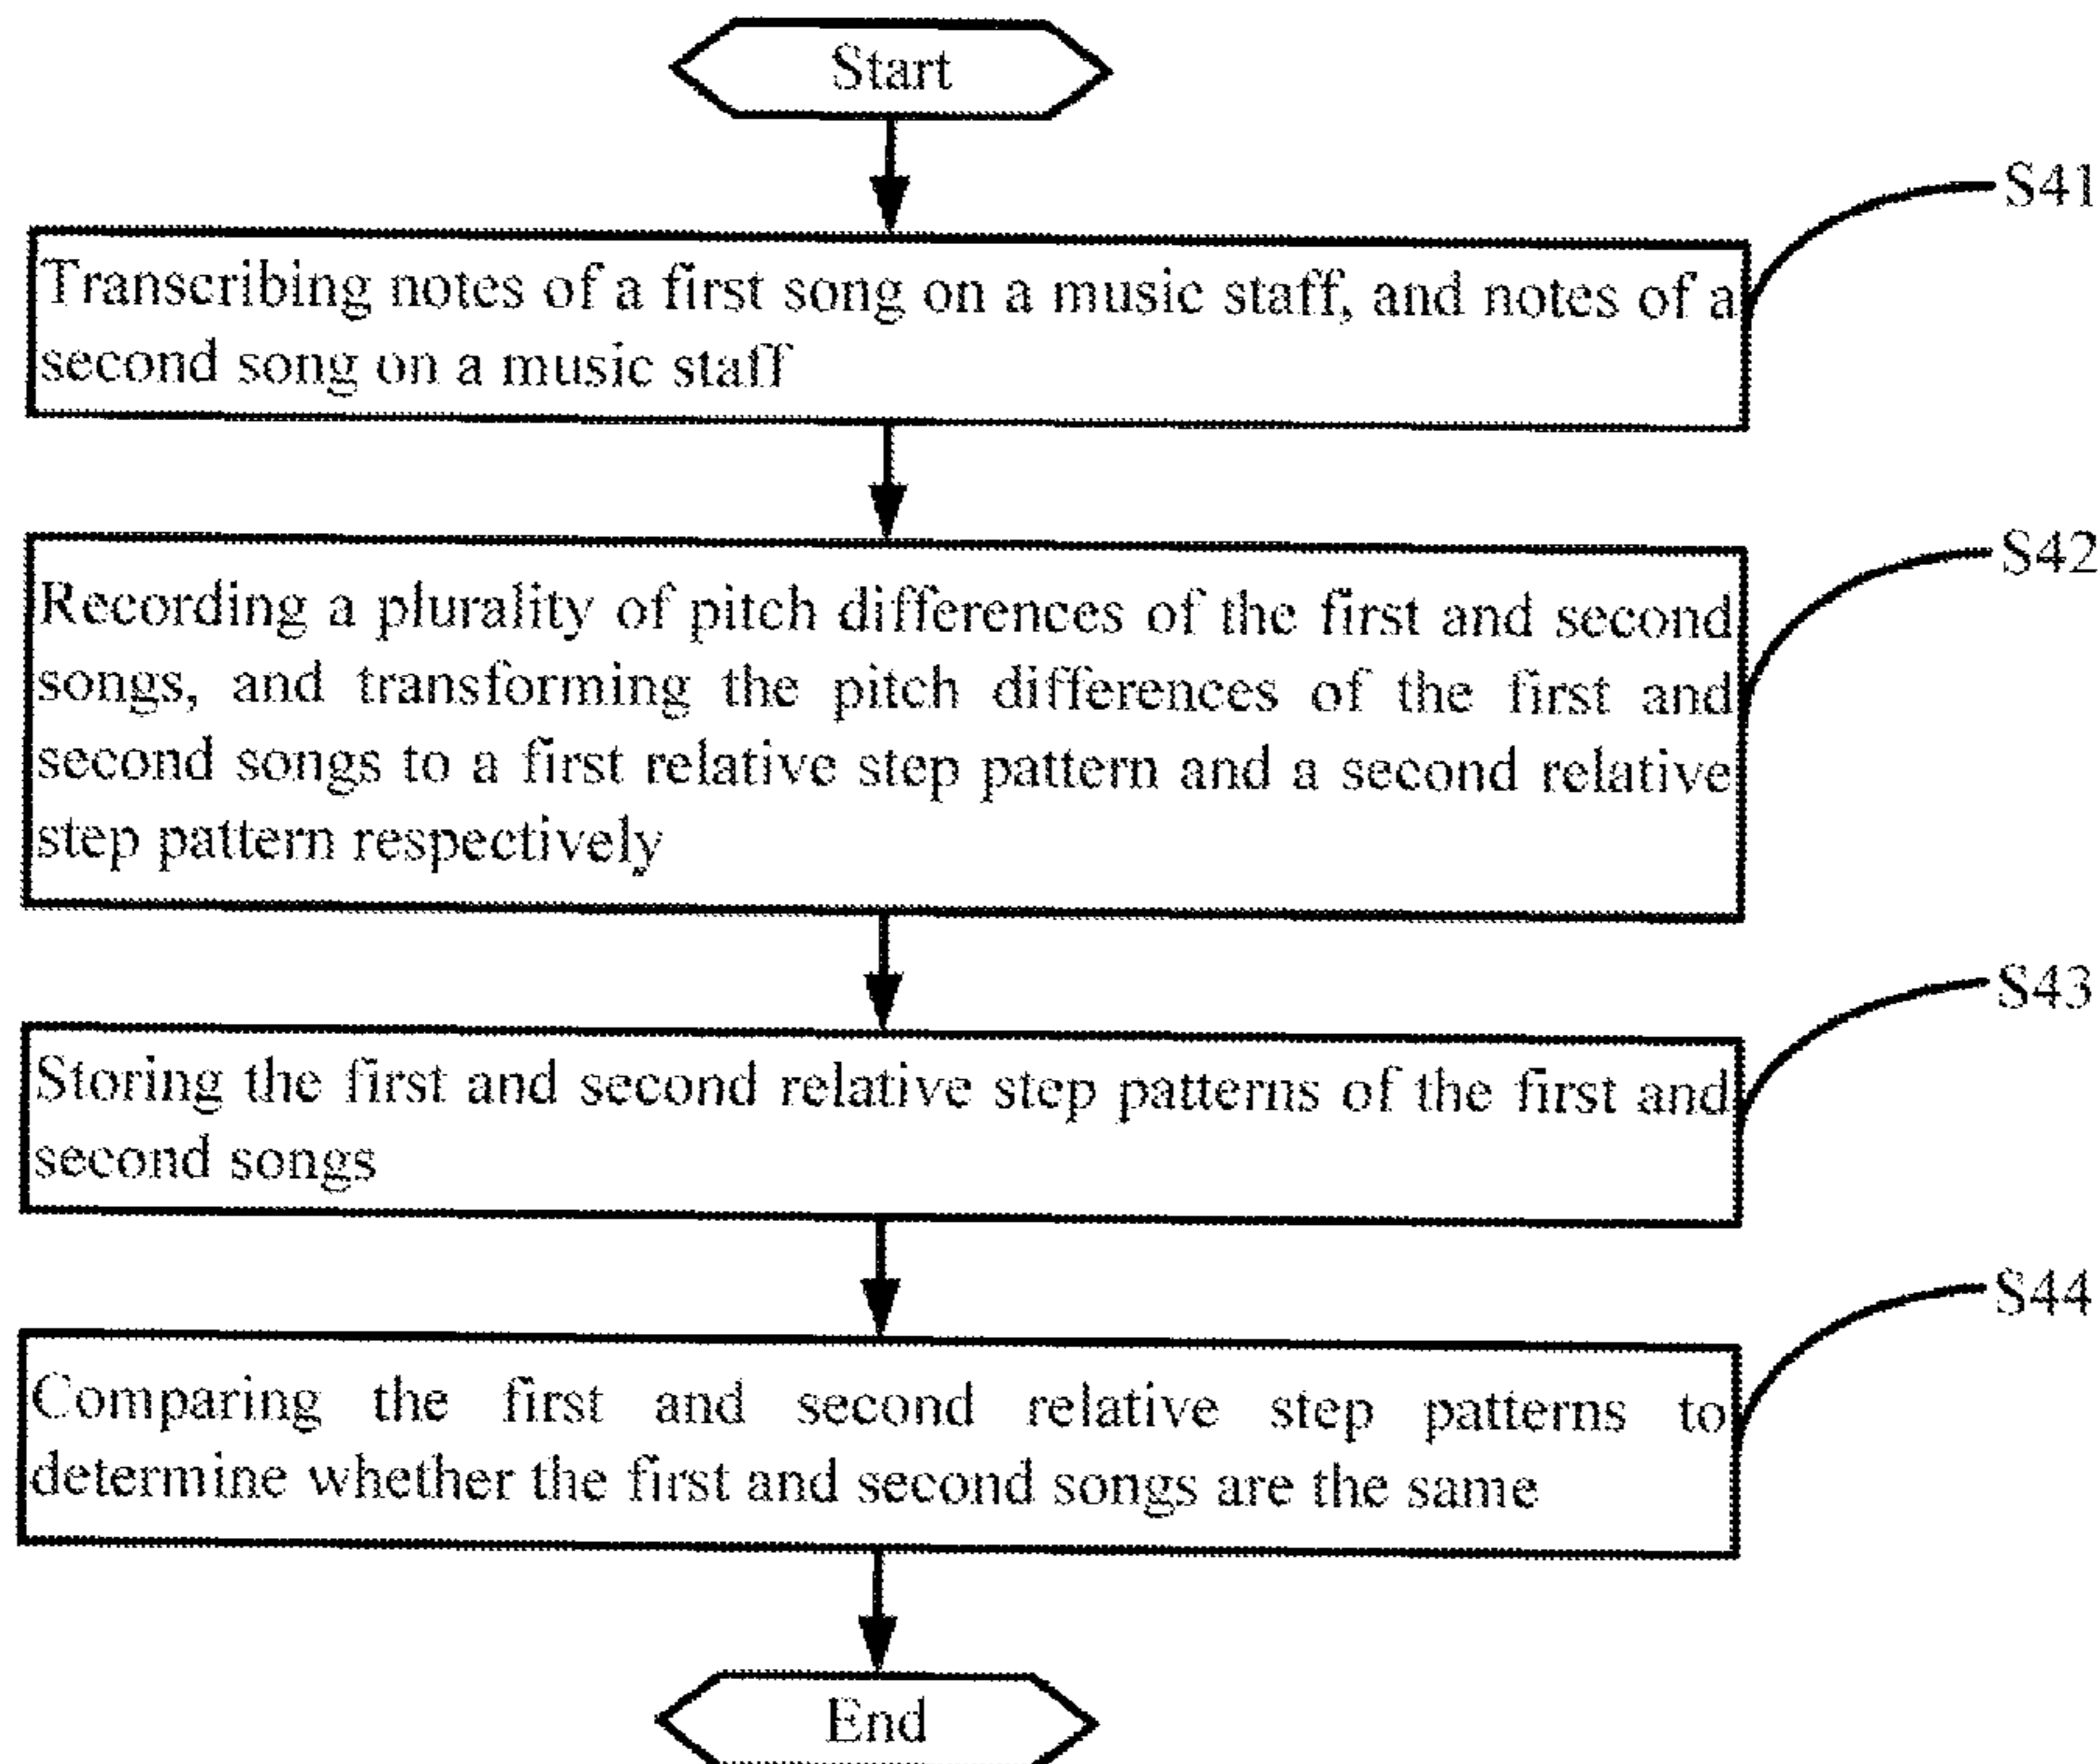 Start
S41
Transcribing notes of a first song on a music staff, and notes of a
second song on a music staff
S42
Recording a plurality of pitch differences of the first and second
songs, and transforming the pitch differences of the first and
second songs to a first relative step pattern and a second relative
step pattern respectively
S43
Storing the first and second relative step patterns of the first and
second songs
S44
Comparing the first and second relative step patterns to
determine whether the first and second songs are the same
End